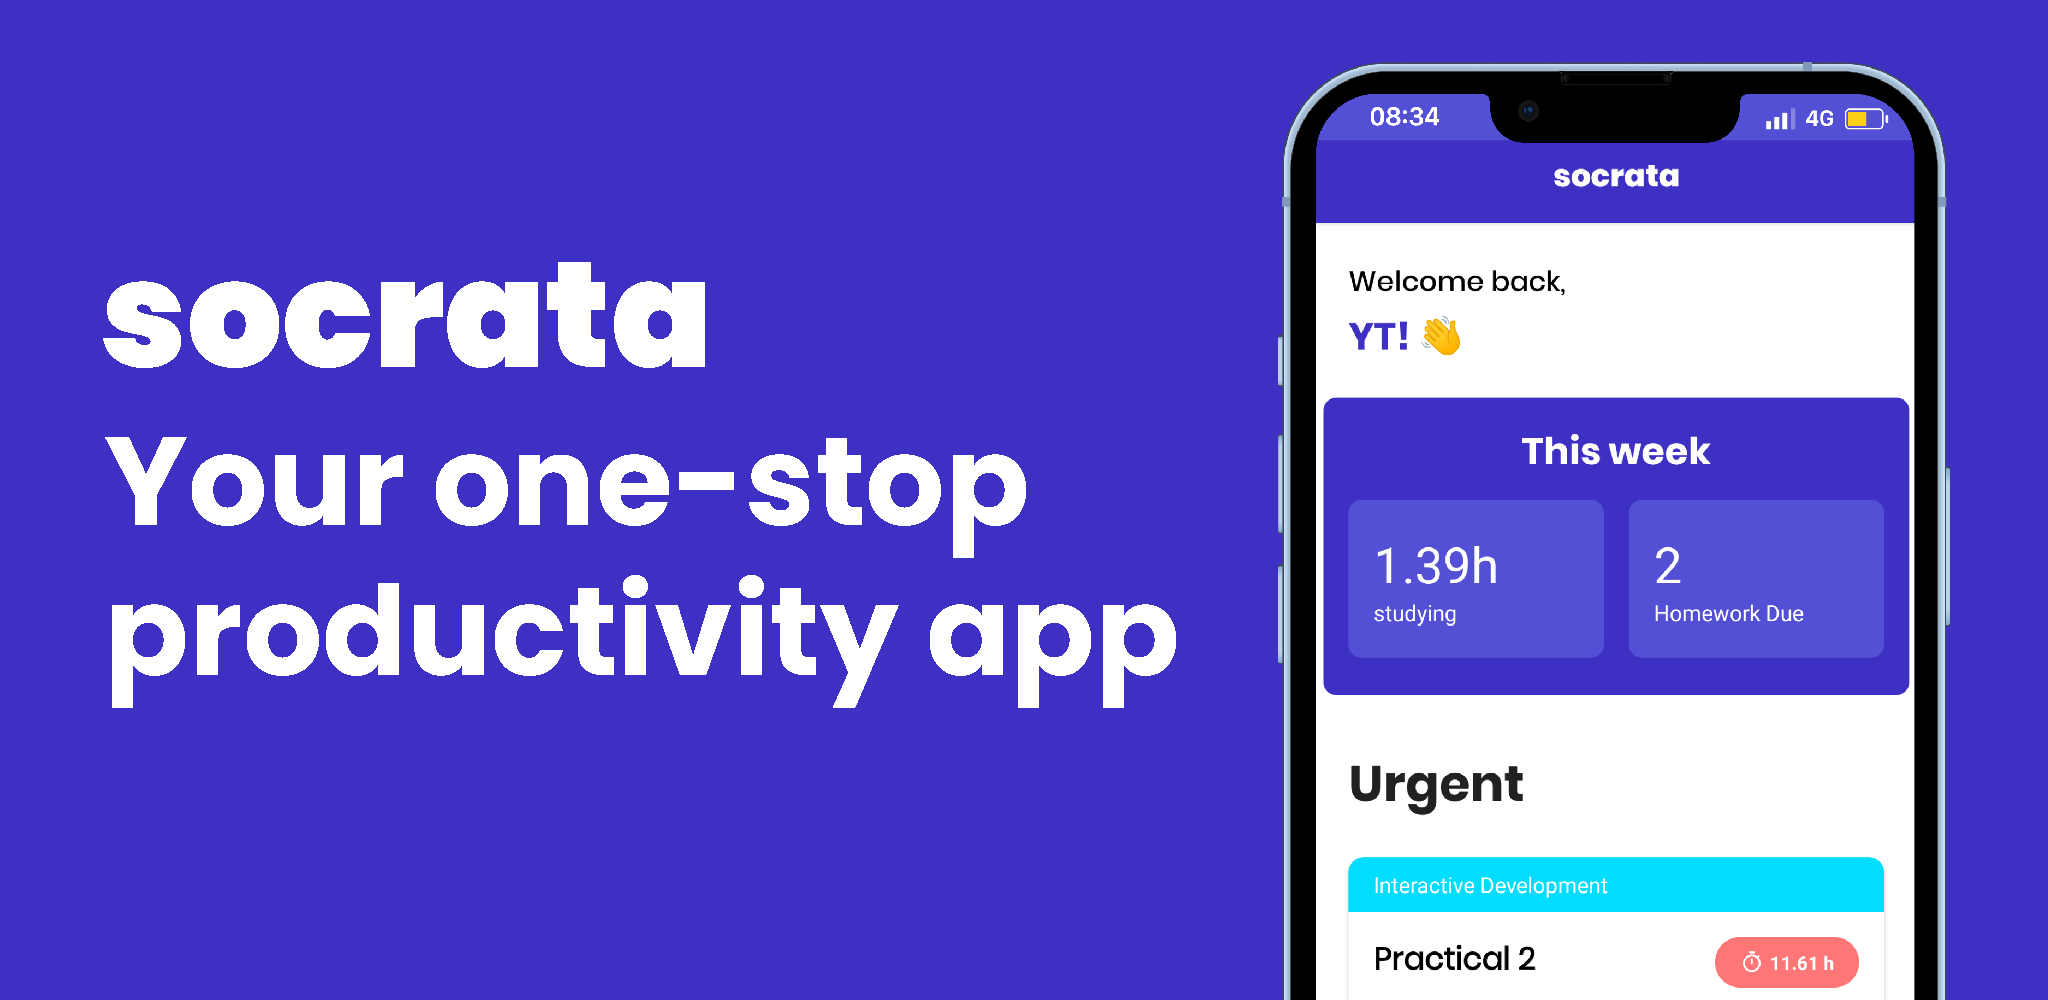 socrata
Your one-stop
productivity app
08:34
4G
socrata
Welcome back,
YT! 👋
This week
1.39h
studying
2
Homework Due
Urgent
Interactive Development
Practical 2
11.61 h